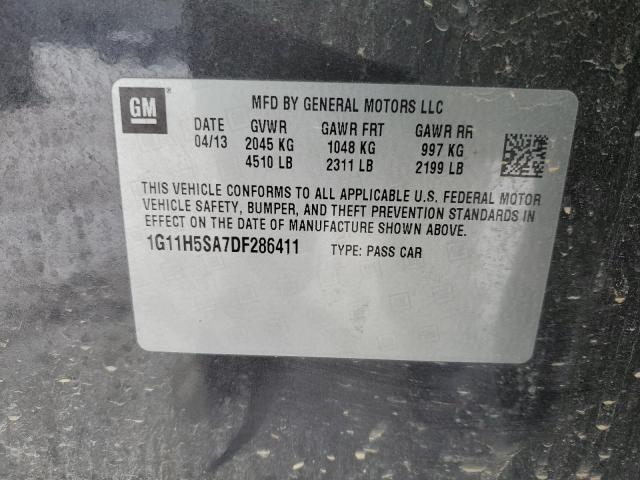 GM ®
MFD BY GENERAL MOTORS LLC
DATE GVWR GAWR FRT GAWR RR
04/13 2045 KG 1048 KG 997 KG
4510 LB 2311 LB 2199 LB
THIS VEHICLE CONFORMS TO ALL APPLICABLE U.S. FEDERAL MOTOR
VEHICLE SAFETY, BUMPER, AND THEFT PREVENTION STANDARDS IN
EFFECT ON THE DATE OF MANUFACTURE SHOWN ABOVE.
1G11H5SA7DF286411 TYPE: PASS CAR